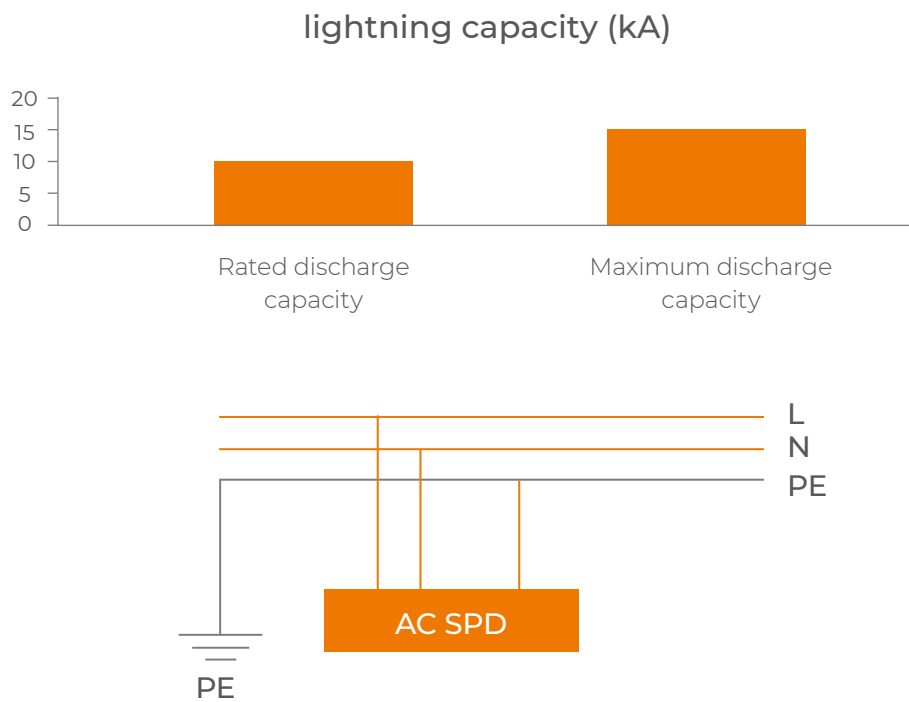 lightning capacity (kA)
20
15
10
5
0
Rated discharge
capacity
Maximum discharge
capacity
L
N
PE
AC SPD
PE